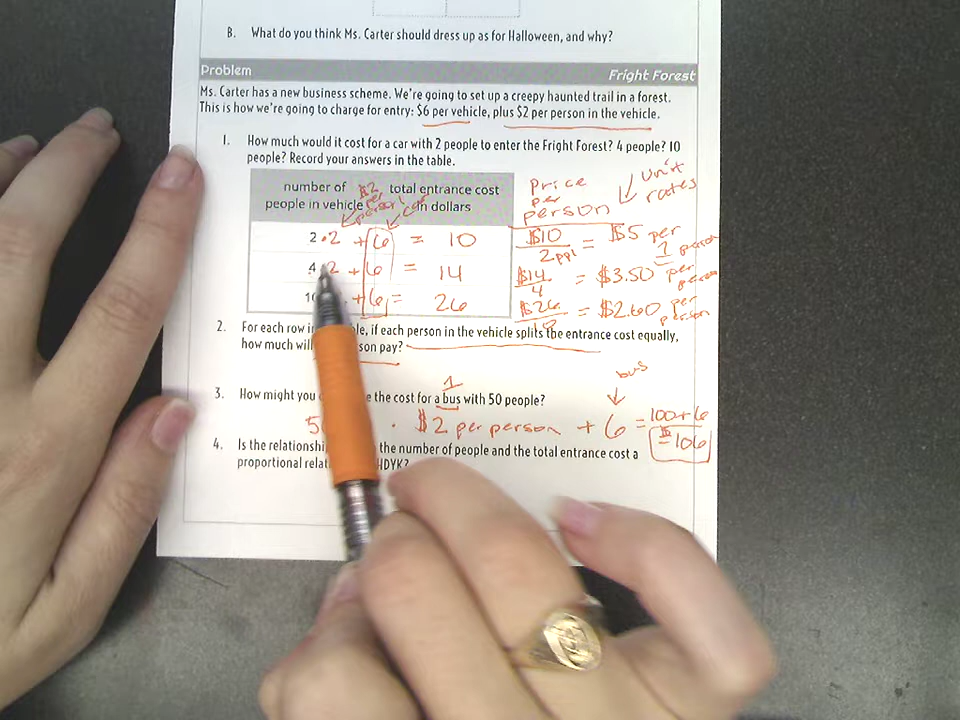 B. What do you think Ms. Carter should dress up as for Halloween, and why?
Problem Fright Forest
Ms. Carter has a new business scheme. We're going to set up a creepy haunted trail in a forest.
This is how we're going to charge for entry: $6 per vehicle, plus $2 per person in the vehicle.
1. How much would it cost for a car with 2 people to enter the Fright Forest? 4 people? 10
people? Record your answers in the table.
number of people in vehicle
total entrance cost in dollars
$2 per person
car
2 · 2 + 6 = 10
4 · 2 + 6 = 14
+ 6 = 26
Price per person
unit rates
$10 / 2 ppl = $5 per 1 person
$14 / 4 = $3.50 per person
$26 / 10 = $2.60 per person
2. For each row in , if each person in the vehicle splits the entrance cost equally,
how much will pay?
3. How might you the cost for a bus with 50 people?
1
bus
· $2 per person + 6 = 100 + 6
= $106
4. Is the the number of people and the total entrance cost a
proportional HDYK?